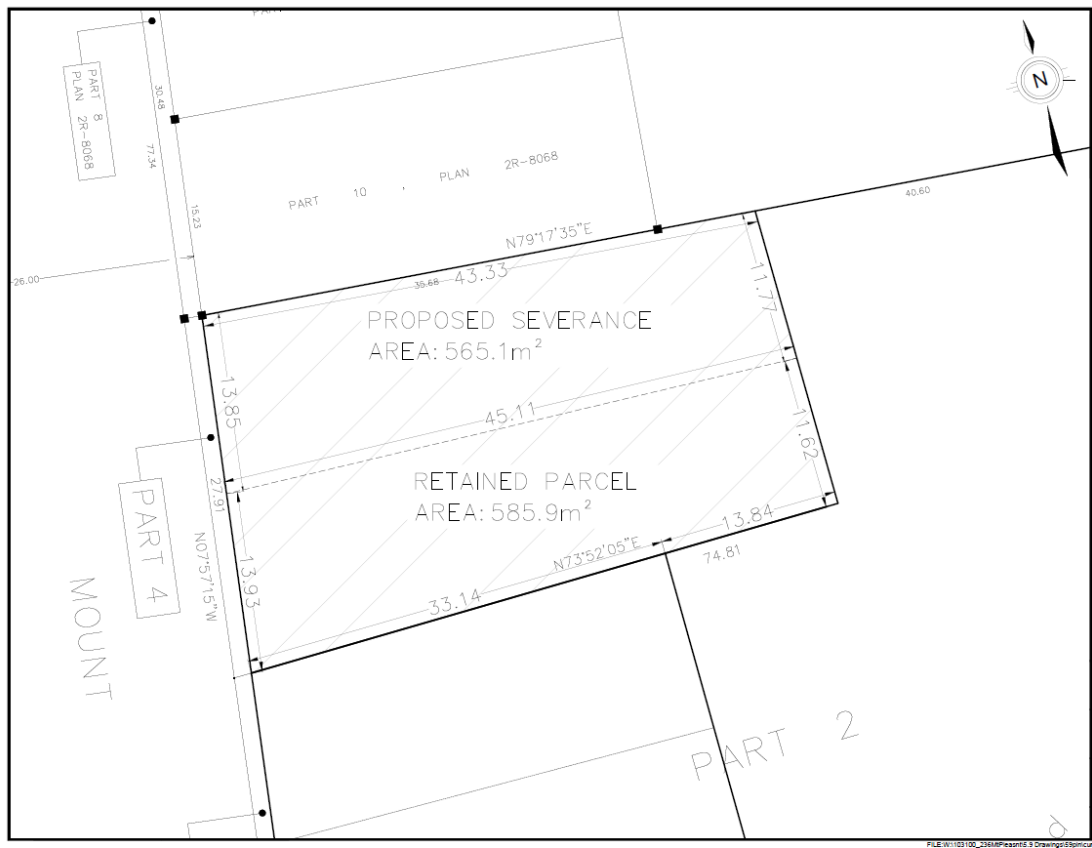 PART 8
PLAN 2R-8068
30.48
77.34
N
PART 10 , PLAN 2R-8068
15.23
40.60
26.00
N79°17'35"E
35.68
43.33
11.77
PROPOSED SEVERANCE
AREA: 565.1m²
13.85
45.11
11.62
RETAINED PARCEL
AREA: 585.9m²
27.91
PART 4
N07°57'15"W
13.93
13.84
N73°52'05"E
74.81
33.14
MOUNT
PART 2